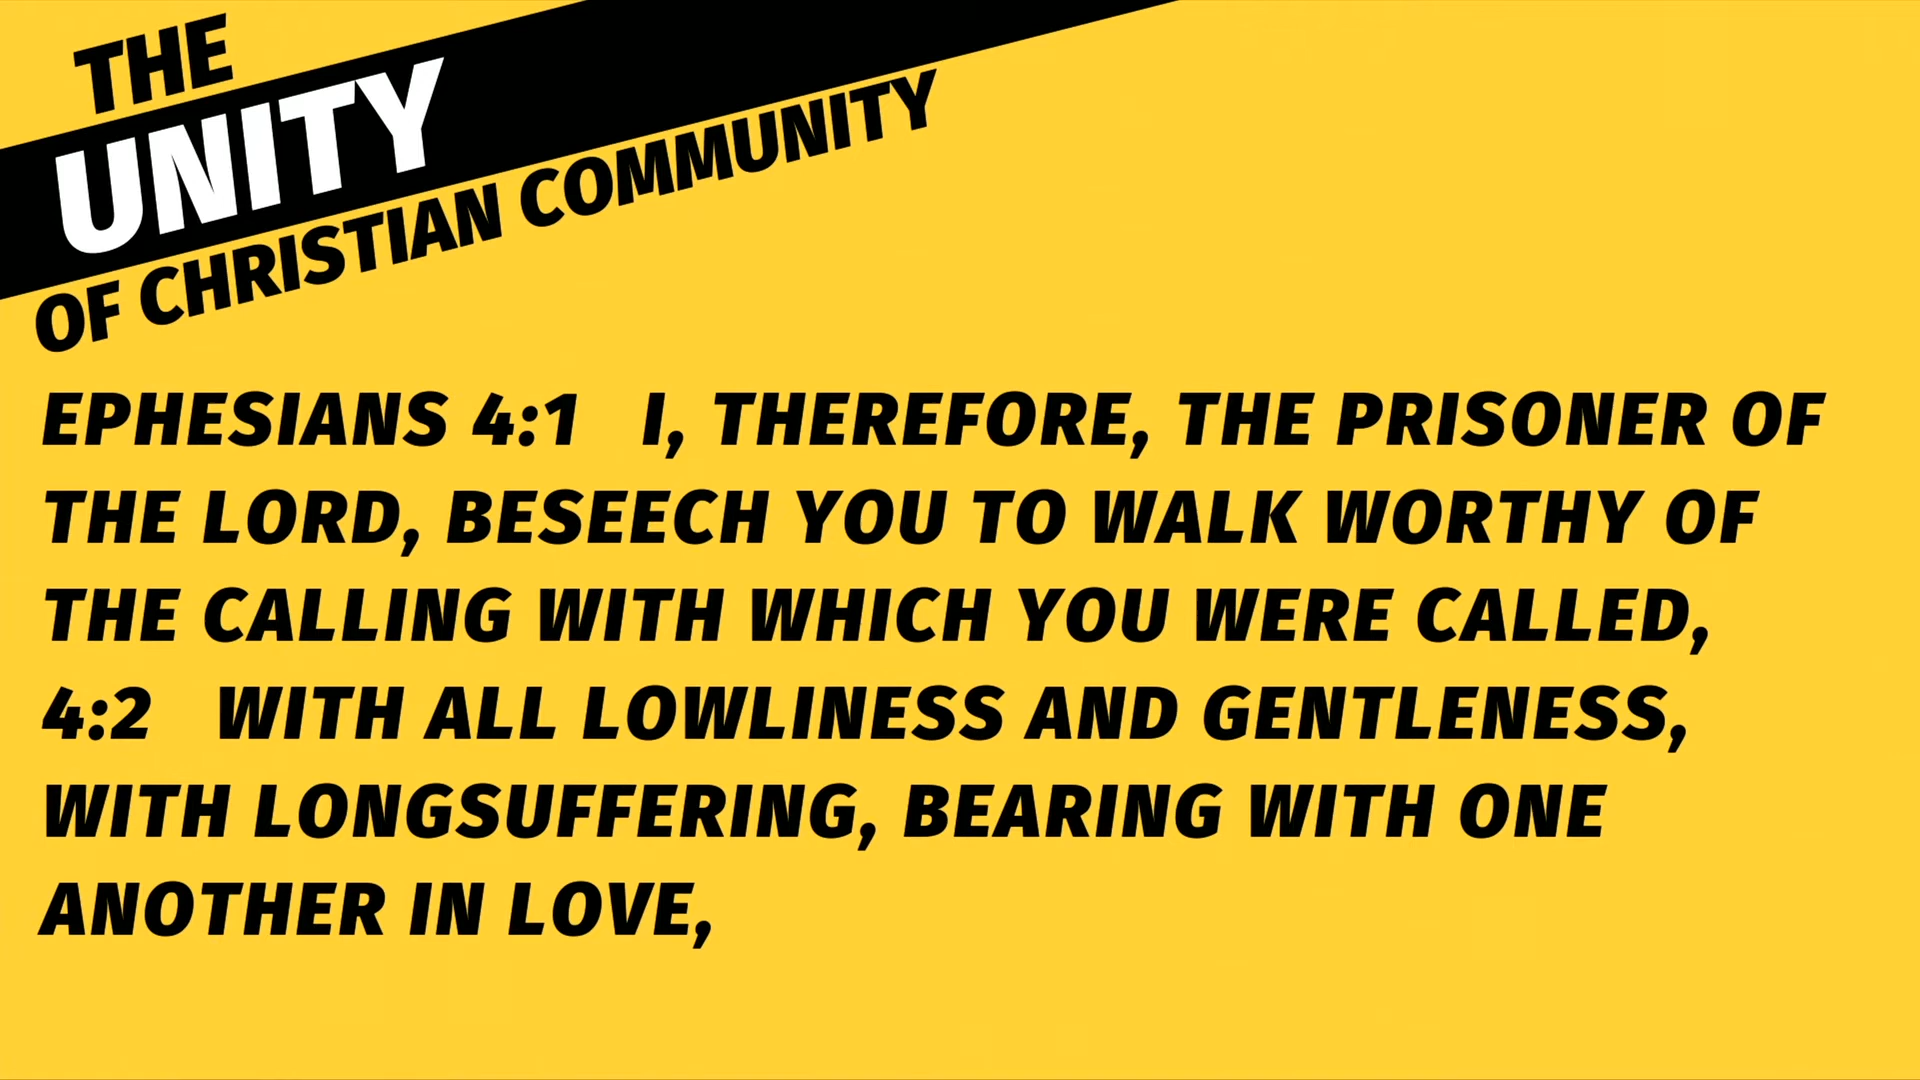 THE
UNITY
OF CHRISTIAN COMMUNITY
EPHESIANS 4:1 I, THEREFORE, THE PRISONER OF
THE LORD, BESEECH YOU TO WALK WORTHY OF
THE CALLING WITH WHICH YOU WERE CALLED,
4:2 WITH ALL LOWLINESS AND GENTLENESS,
WITH LONGSUFFERING, BEARING WITH ONE
ANOTHER IN LOVE,